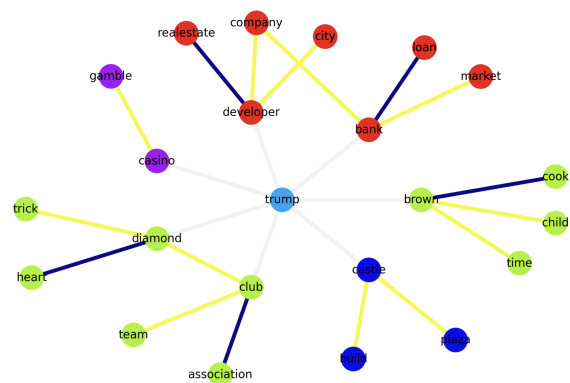 company
realestate
city
loan
gamble
market
developer
bank
casino
cook
trump
brown
trick
child
diamond
time
heart
castle
club
team
plaza
build
association